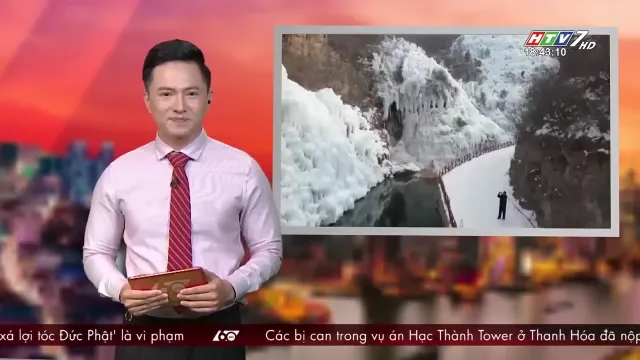 HTV7 HD
18:43:10
xá lợi tóc Đức Phật' là vi phạm 60 Các bị can trong vụ án Hạc Thành Tower ở Thanh Hóa đã nộp